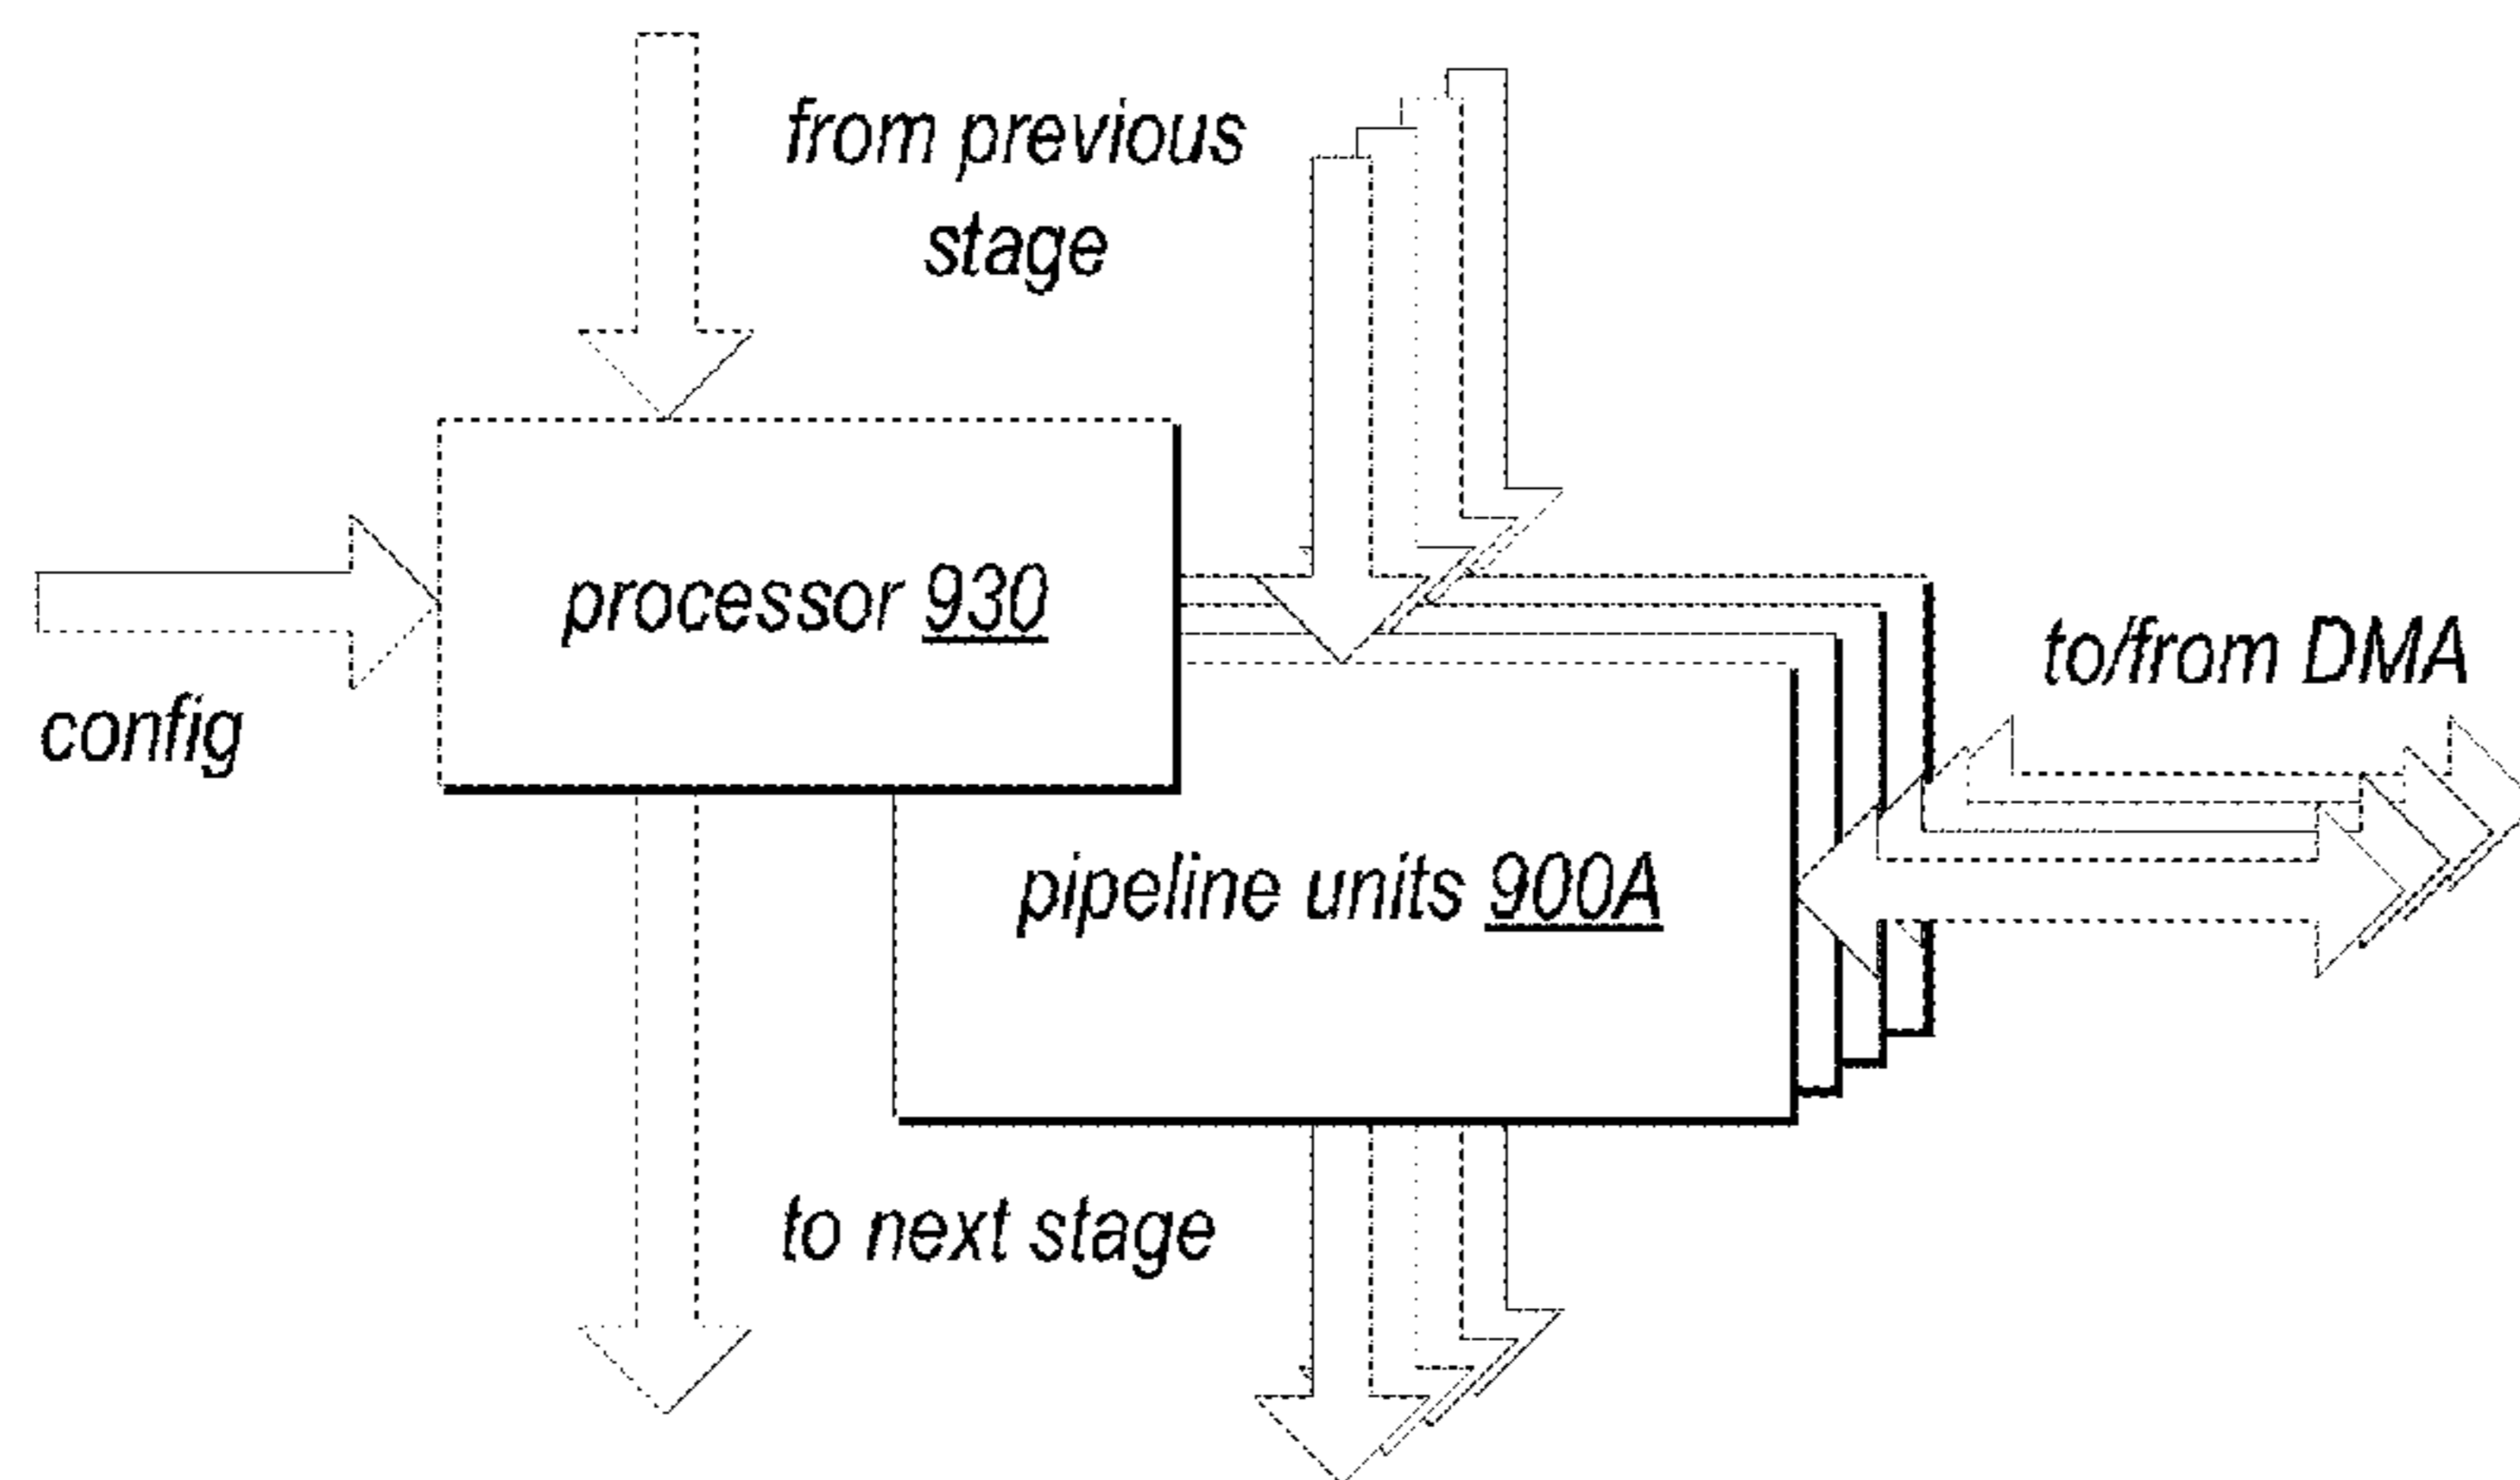 from previous
stage
processor 930
config
to/from DMA
pipeline units 900A
to next stage